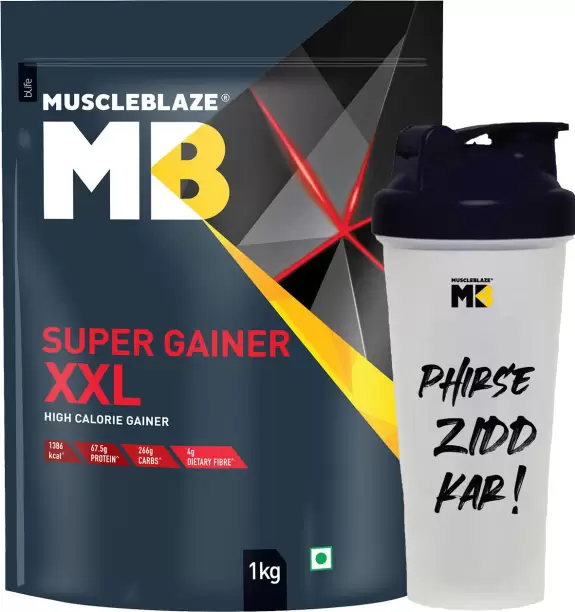 bLife
MUSCLEBLAZE®
MB
SUPER GAINER
XXL
HIGH CALORIE GAINER
1386
kcal^
67.5g
PROTEIN^
266g
CARBS^
4g
DIETARY FIBRE^
1kg
MUSCLEBLAZE®
MB
PHIRSE
ZIDD
KAR!